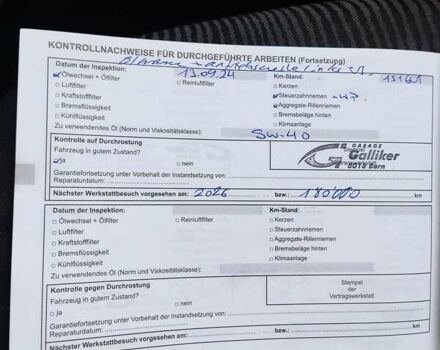 KONTROLLNACHWEISE FÜR DURCHGEFÜHRTE ARBEITEN (Fortsetzung)
Datum der Inspektion: 13.09.24 Km-Stand:
Ölwechsel + Ölfilter Reinluftfilter Kerzen
Luftfilter Steuerzahnriemen
Kraftstofffilter Aggregate-Rillenriemen
Bremsflüssigkeit Bremsbeläge hinten
Kühlflüssigkeit Klimaanlage
Zu verwendendes Öl (Norm und Viskositätsklasse): 5W-40
Kontrolle auf Durchrostung
Fahrzeug in gutem Zustand?
ja nein
GARAGE
Galliker
3018 Bern
Garantiefortsetzung unter Vorbehalt der Instandsetzung von:
Reparaturdatum:
Nächster Werkstattbesuch vorgesehen am: 2026 bzw.: 180'000 km
Datum der Inspektion: Km-Stand:
Ölwechsel + Ölfilter Reinluftfilter Kerzen
Luftfilter Steuerzahnriemen
Kraftstofffilter Aggregate-Rillenriemen
Bremsflüssigkeit Bremsbeläge hinten
Kühlflüssigkeit Klimaanlage
Zu verwendendes Öl (Norm und Viskositätsklasse):
Kontrolle gegen Durchrostung
Fahrzeug in gutem Zustand?
ja nein
Stempel
der
Vertragswerkstatt
Garantiefortsetzung unter Vorbehalt der Instandsetzung von:
Reparaturdatum:
Nächster Werkstattbesuch vorgesehen am: bzw.: km